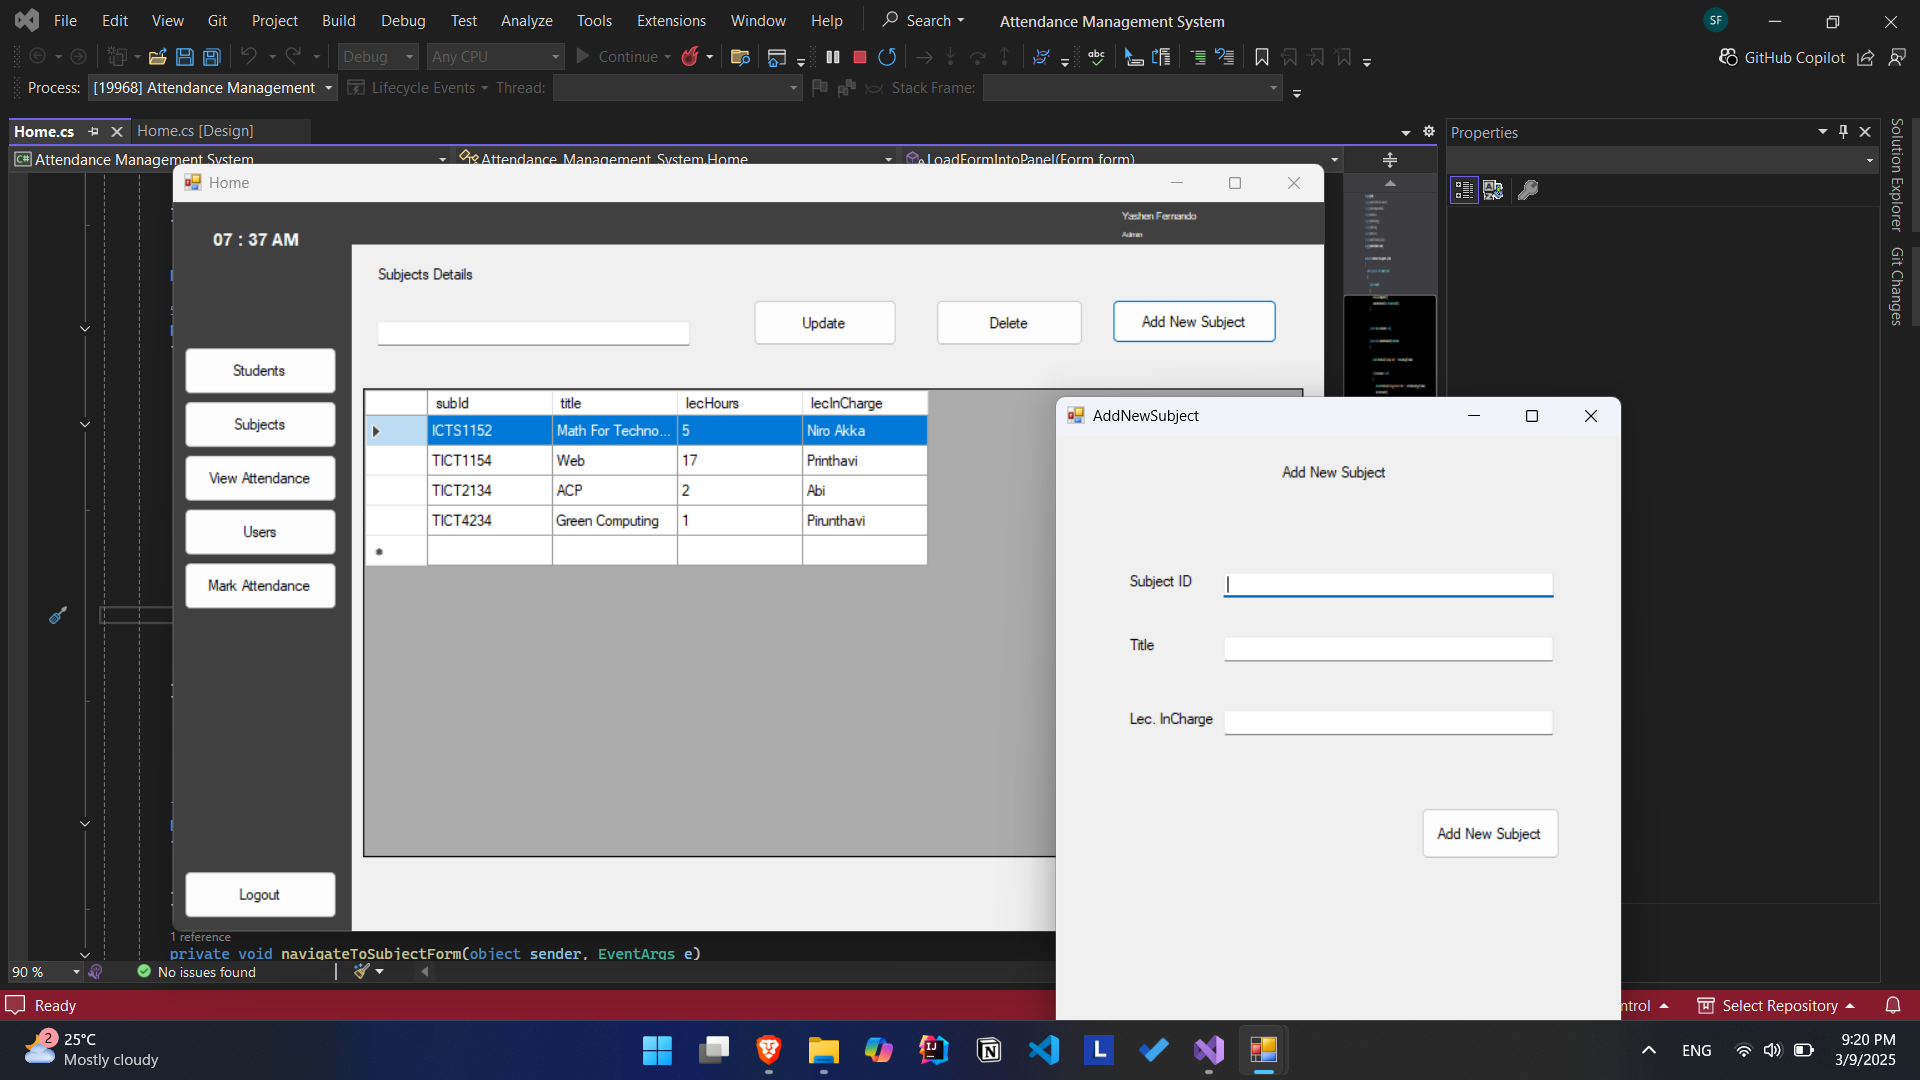 File Edit View Git Project Build Debug Test Analyze Tools Extensions Window Help Search Attendance Management System SF
Debug Any CPU Continue GitHub Copilot
Process: [19968] Attendance Management Lifecycle Events Thread: Stack Frame:
Home.cs Home.cs [Design]
Properties
Attendance Management System Attendance_Management_System.Home LoadFormIntoPanel(Form form)
Solution Explorer
Git Changes
Home
07 : 37 AM
Yashen Fernando
Admin
Subjects Details
Update Delete Add New Subject
Students
Subjects
View Attendance
Users
Mark Attendance
Logout
subId title lecHours lecInCharge
ICTS1152 Math For Techno... 5 Niro Akka
TICT1154 Web 17 Printhavi
TICT2134 ACP 2 Abi
TICT4234 Green Computing 1 Pirunthavi
AddNewSubject
Add New Subject
Subject ID
Title
Lec. InCharge
Add New Subject
1 reference
private void navigateToSubjectForm(object sender, EventArgs e)
90 % No issues found
Ready
ntrol Select Repository
2
25°C
Mostly cloudy
ENG
9:20 PM
3/9/2025